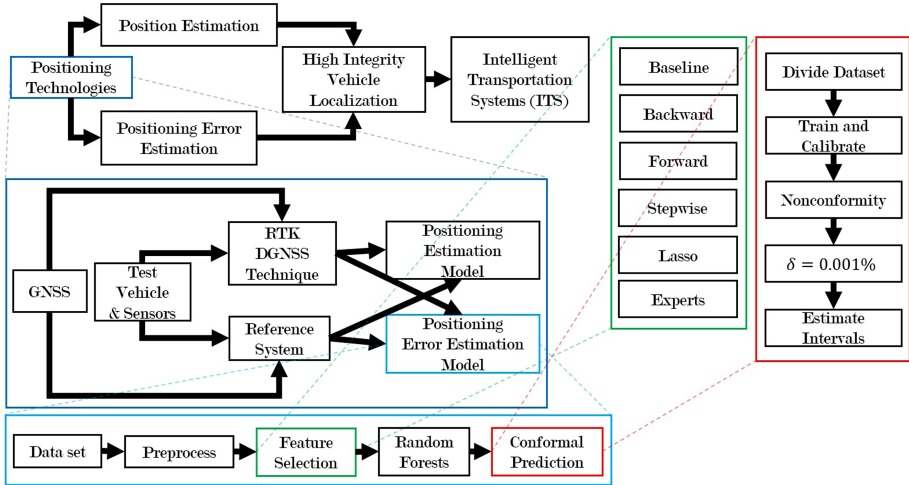 Position Estimation
Positioning
Technologies
Positioning Error
Estimation
High Integrity
Vehicle
Localization
Intelligent
Transportation
Systems (ITS)
GNSS
Test
Vehicle
& Sensors
RTK
DGNSS
Technique
Reference
System
Positioning
Estimation
Model
Positioning
Error Estimation
Model
Data set
Preprocess
Feature
Selection
Random
Forests
Conformal
Prediction
Baseline
Backward
Forward
Stepwise
Lasso
Experts
Divide Dataset
Train and
Calibrate
Nonconformity
δ = 0.001%
Estimate
Intervals